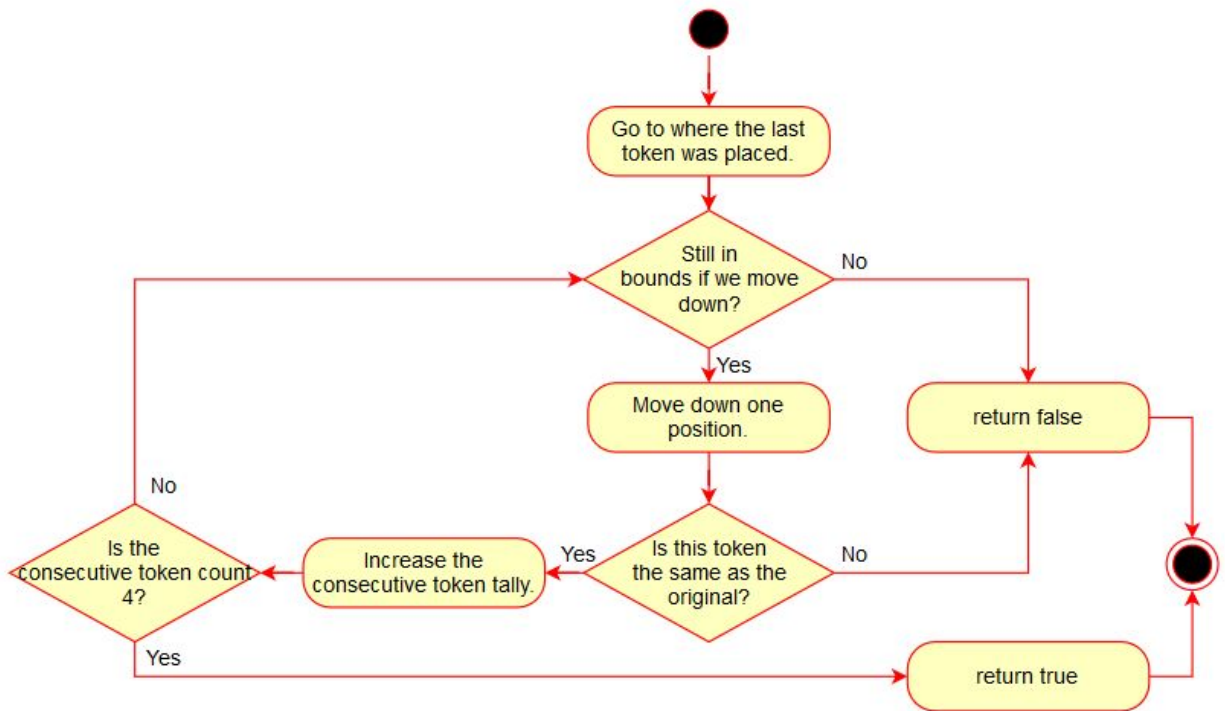 Go to where the last
token was placed.
Still in
bounds if we move
down?
No
Yes
Move down one
position.
return false
No
Is the
consecutive token count
4?
Increase the
consecutive token tally.
Yes
Is this token
the same as the
original?
No
Yes
return true